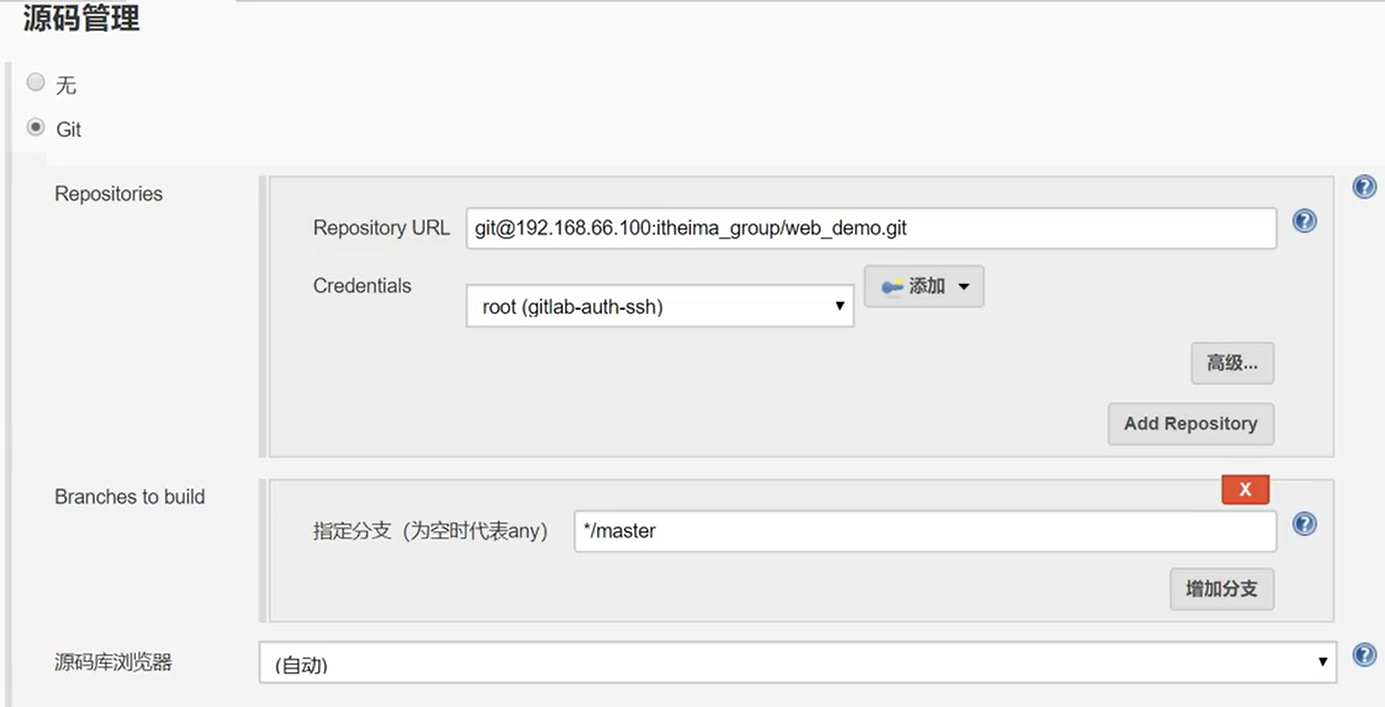 源码管理
无
Git
Repositories
Repository URL
git@192.168.66.100:itheima_group/web_demo.git
Credentials
root (gitlab-auth-ssh)
添加
高级...
Add Repository
Branches to build
X
指定分支（为空时代表any）
*/master
增加分支
源码库浏览器
(自动)